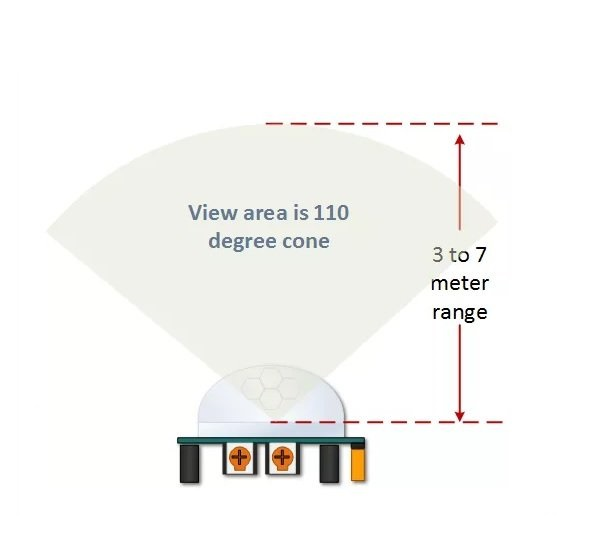 View area is 110
degree cone
3 to 7
meter
range